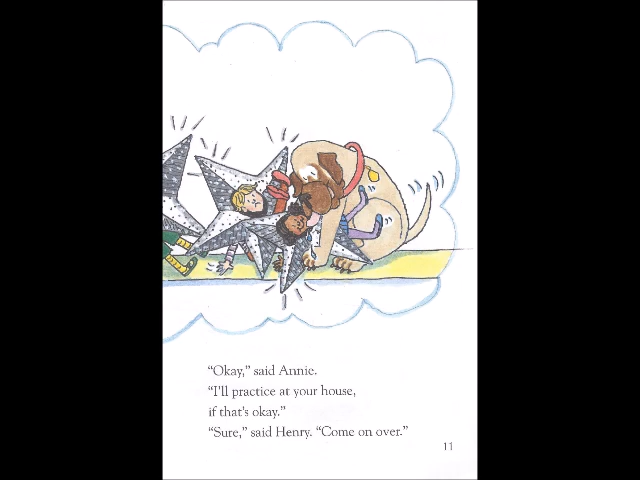 “Okay,” said Annie.
“I'll practice at your house,
if that's okay.”
“Sure,” said Henry. “Come on over.”
11